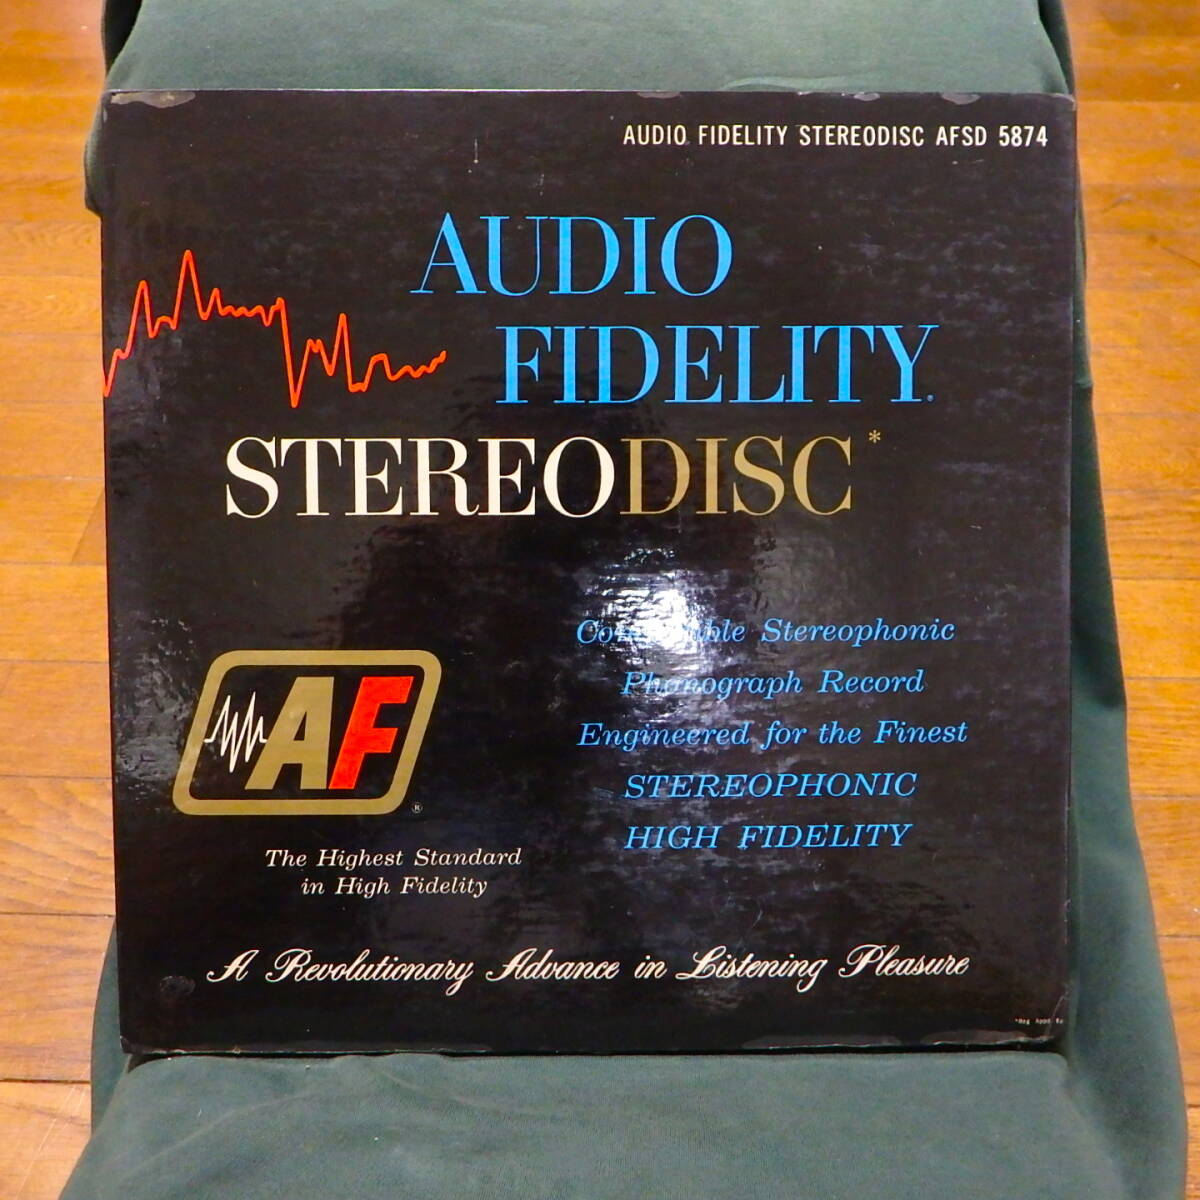 AUDIO FIDELITY STEREODISC AFSD 5874
AUDIO
FIDELITY®
STEREODISC*
Stereophonic
Phonograph Record
Engineered for the Finest
STEREOPHONIC
HIGH FIDELITY
AF®
The Highest Standard
in High Fidelity
A Revolutionary Advance in Listening Pleasure